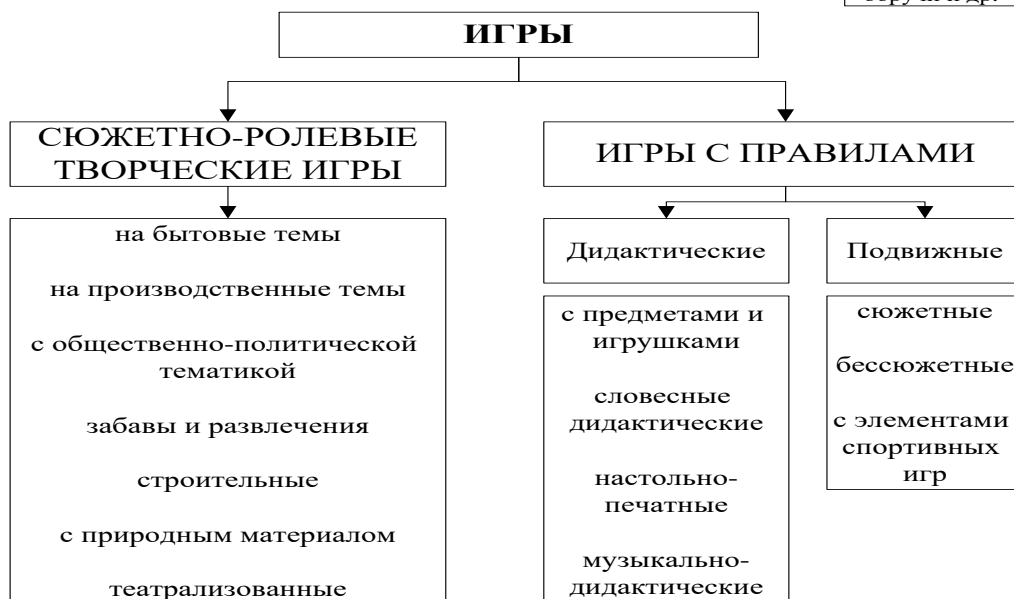 ИГРЫ
СЮЖЕТНО-РОЛЕВЫЕ
ТВОРЧЕСКИЕ ИГРЫ
на бытовые темы
на производственные темы
с общественно-политической
тематикой
забавы и развлечения
строительные
с природным материалом
театрализованные
ИГРЫ С ПРАВИЛАМИ
Дидактические
с предметами и
игрушками
словесные
дидактические
настольно-
печатные
музыкально-
дидактические
Подвижные
сюжетные
бессюжетные
с элементами
спортивных
игр